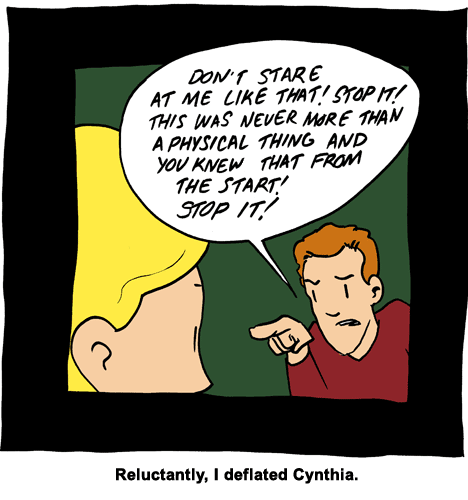 DON'T STARE
AT ME LIKE THAT! STOP IT!
THIS WAS NEVER MORE THAN
A PHYSICAL THING AND
YOU KNEW THAT FROM
THE START!
STOP IT!
Reluctantly, I deflated Cynthia.